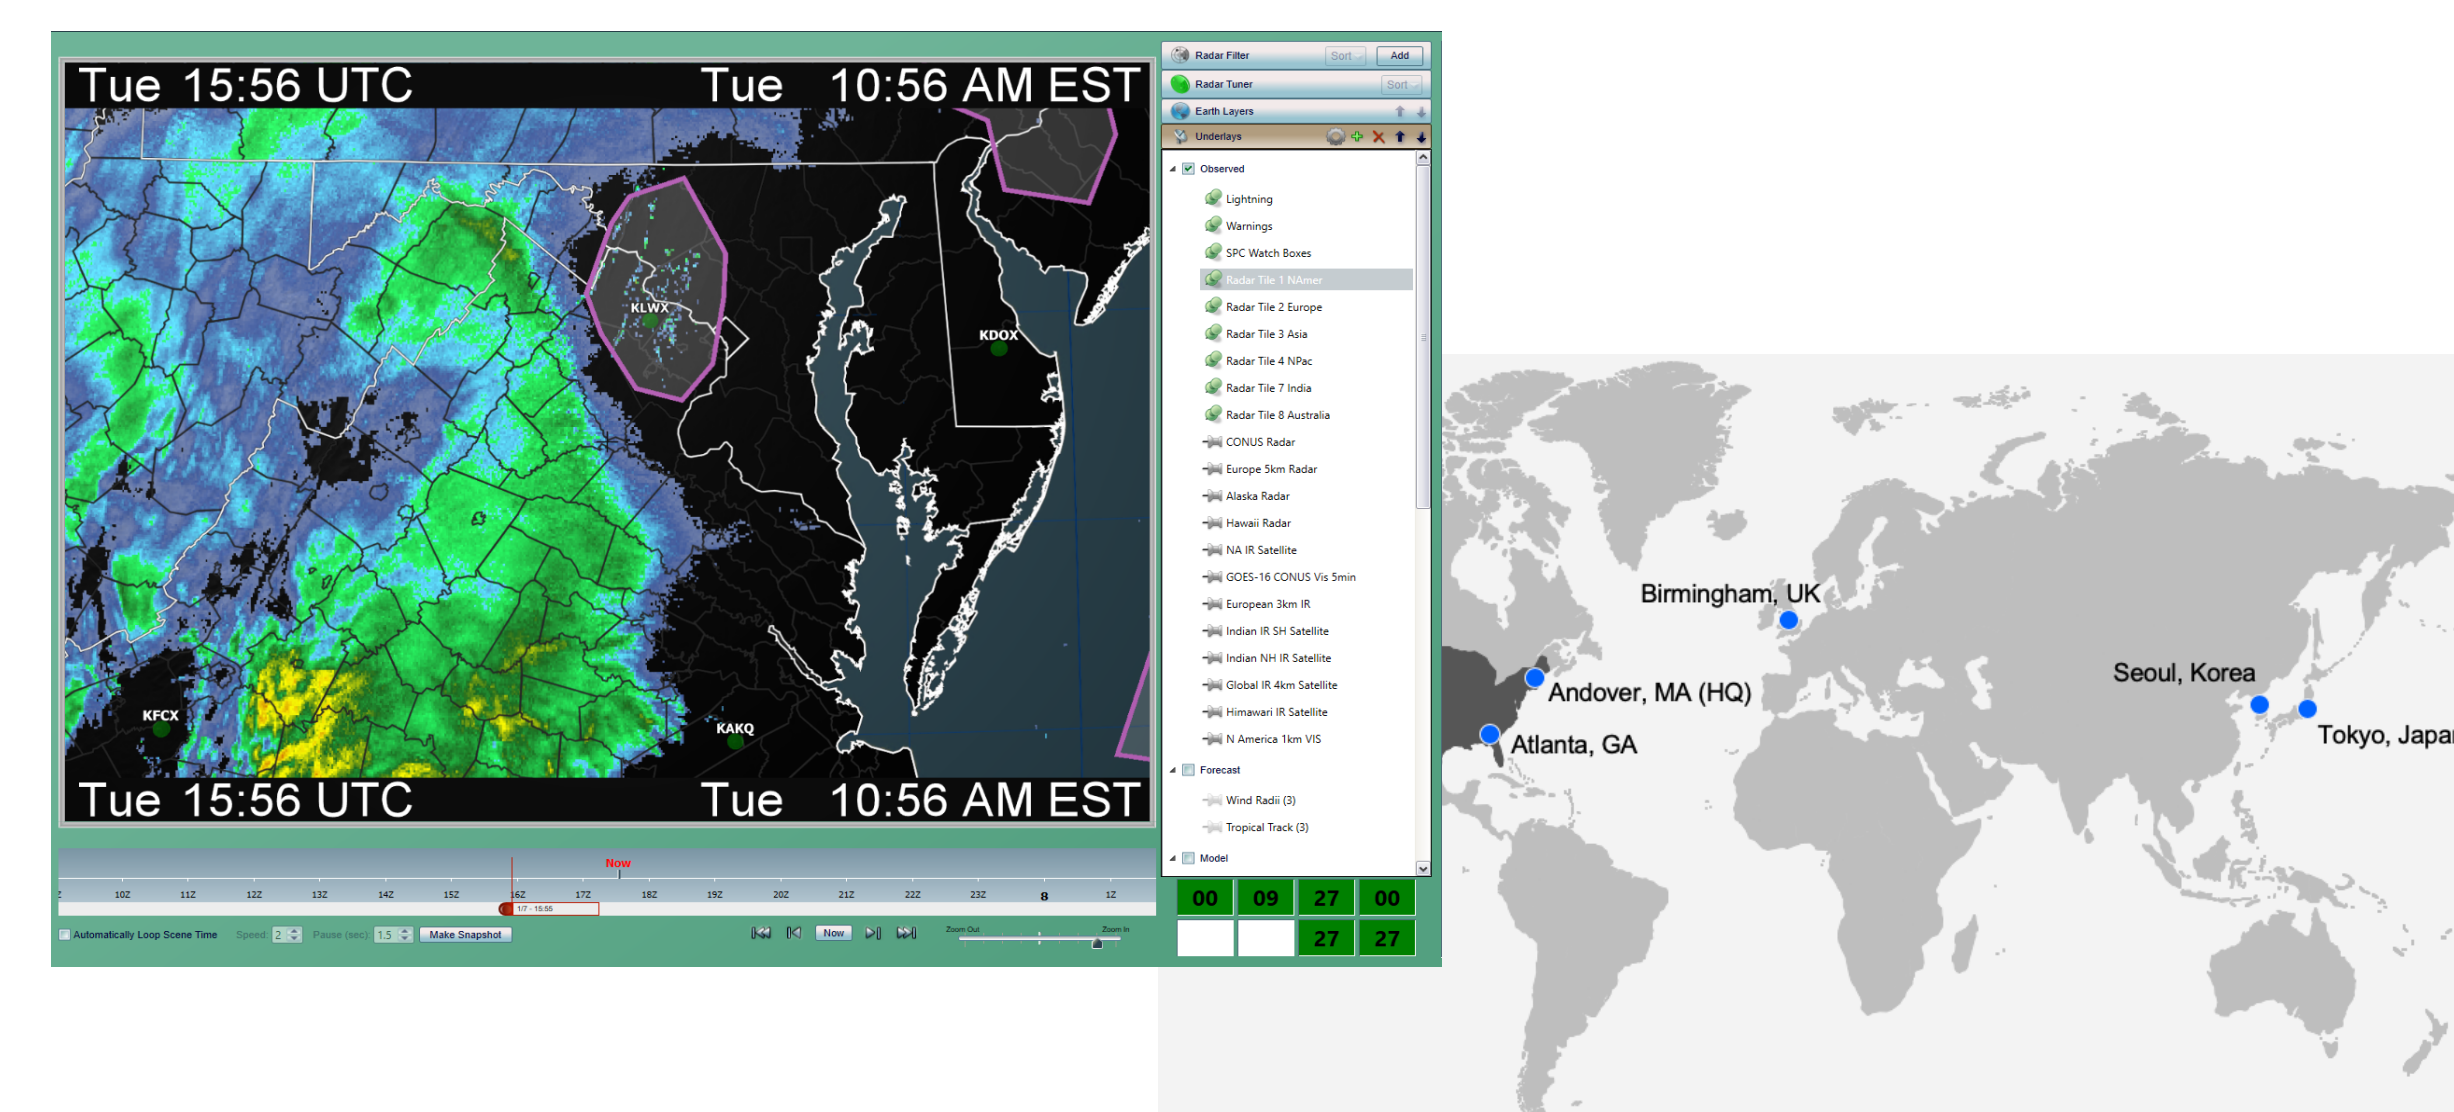 Tue 15:56 UTC
Tue 10:56 AM EST
KLWX
KDOX
KFCX
KAKQ
Tue 15:56 UTC
Tue 10:56 AM EST
Now
10Z 11Z 12Z 13Z 14Z 15Z 16Z 17Z 18Z 19Z 20Z 21Z 22Z 23Z 8 1Z
1/7 - 15:55
Automatically Loop Scene Time Speed: 2 Pause (sec): 1.5 Make Snapshot
Now
Zoom Out Zoom In
Radar Filter Sort Add
Radar Tuner Sort
Earth Layers
Underlays
Observed
Lightning
Warnings
SPC Watch Boxes
Radar Tile 1 NAmer
Radar Tile 2 Europe
Radar Tile 3 Asia
Radar Tile 4 NPac
Radar Tile 7 India
Radar Tile 8 Australia
CONUS Radar
Europe 5km Radar
Alaska Radar
Hawaii Radar
NA IR Satellite
GOES-16 CONUS Vis 5min
European 3km IR
Indian IR SH Satellite
Indian NH IR Satellite
Global IR 4km Satellite
Himawari IR Satellite
N America 1km VIS
Forecast
Wind Radii (3)
Tropical Track (3)
Model
00 09 27 00
27 27
Birmingham, UK
Andover, MA (HQ)
Atlanta, GA
Seoul, Korea
Tokyo, Japa